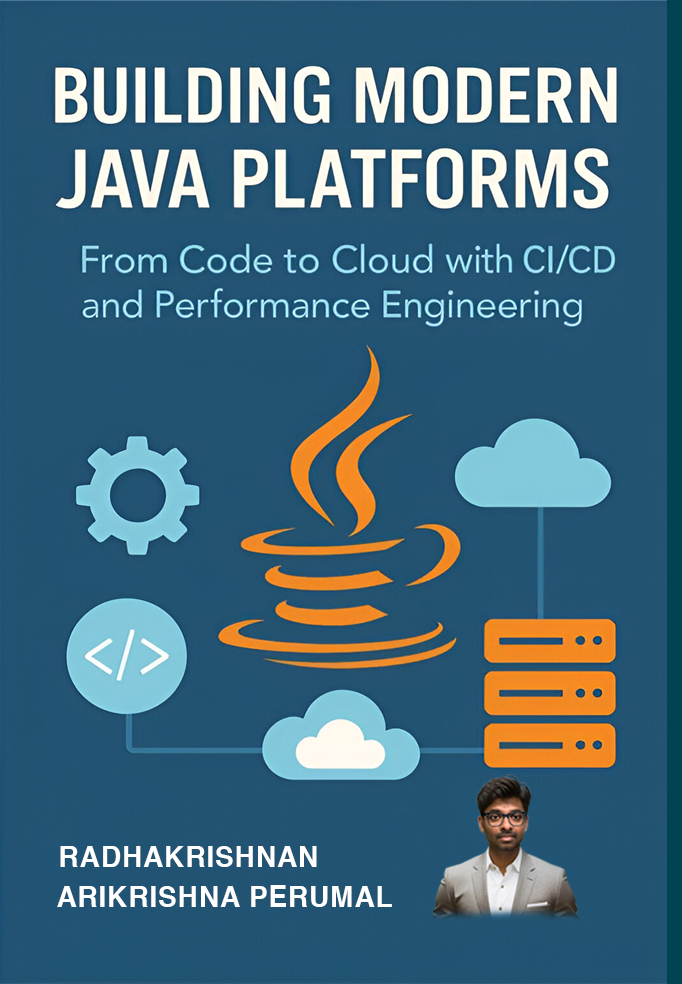 BUILDING MODERN
JAVA PLATFORMS
From Code to Cloud with CI/CD
and Performance Engineering
</>
RADHAKRISHNAN
ARIKRISHNA PERUMAL